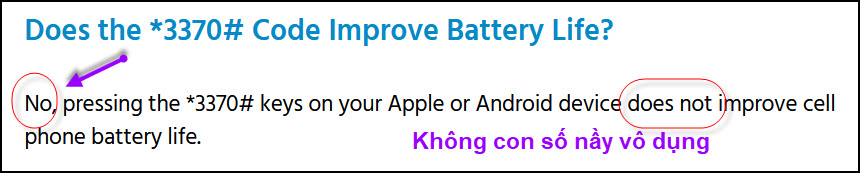 Does the *3370# Code Improve Battery Life?
No, pressing the *3370# keys on your Apple or Android device does not improve cell
phone battery life.
Không con số nầy vô dụng